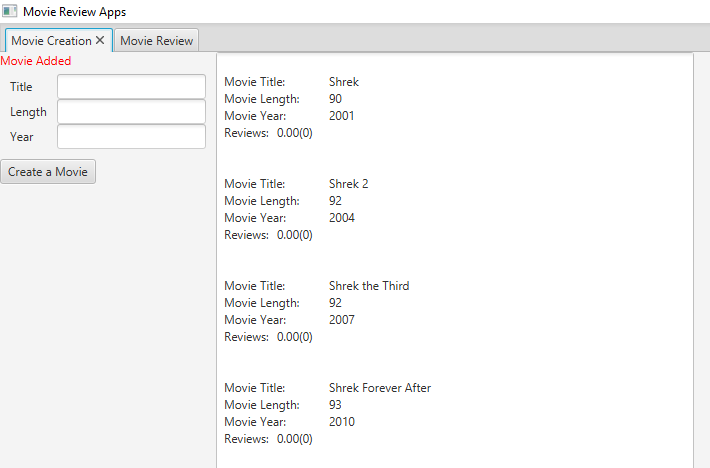 Movie Review Apps
Movie Creation ✕ Movie Review
Movie Added
Title
Length
Year
Create a Movie
Movie Title: Shrek
Movie Length: 90
Movie Year: 2001
Reviews: 0.00(0)
Movie Title: Shrek 2
Movie Length: 92
Movie Year: 2004
Reviews: 0.00(0)
Movie Title: Shrek the Third
Movie Length: 92
Movie Year: 2007
Reviews: 0.00(0)
Movie Title: Shrek Forever After
Movie Length: 93
Movie Year: 2010
Reviews: 0.00(0)